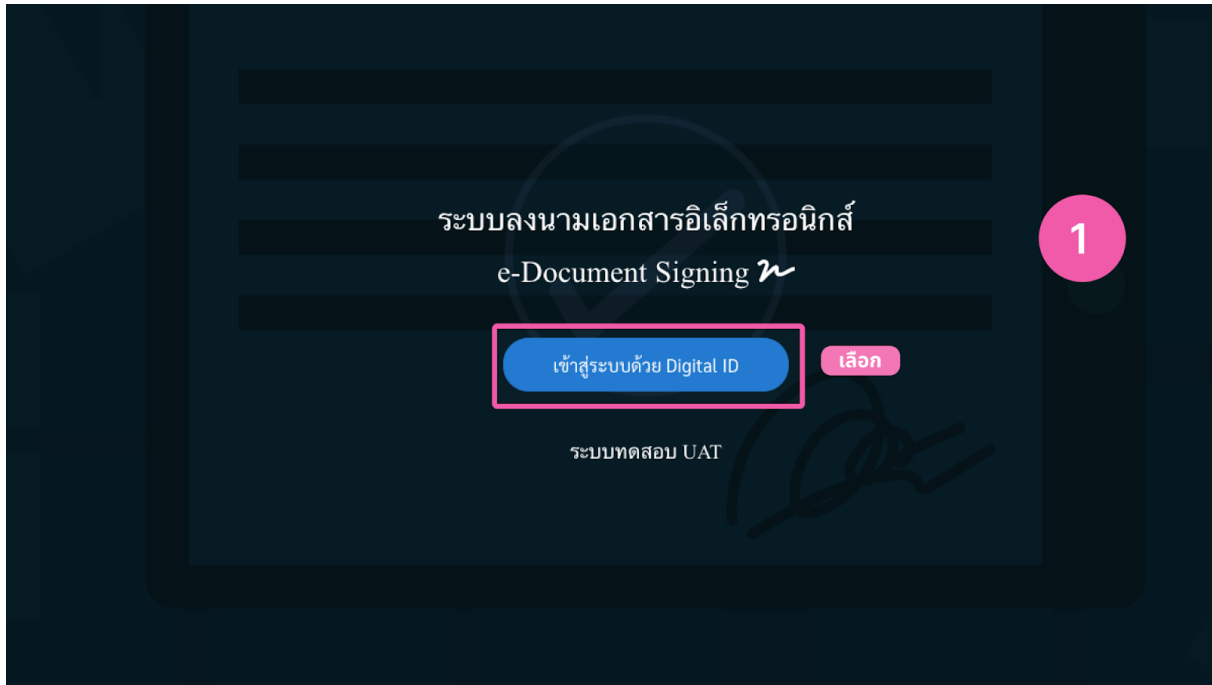 ระบบลงนามเอกสารอิเล็กทรอนิกส์
1
e-Document Signing
เข้าสู่ระบบด้วย Digital ID
เลือก
ระบบทดสอบ UAT